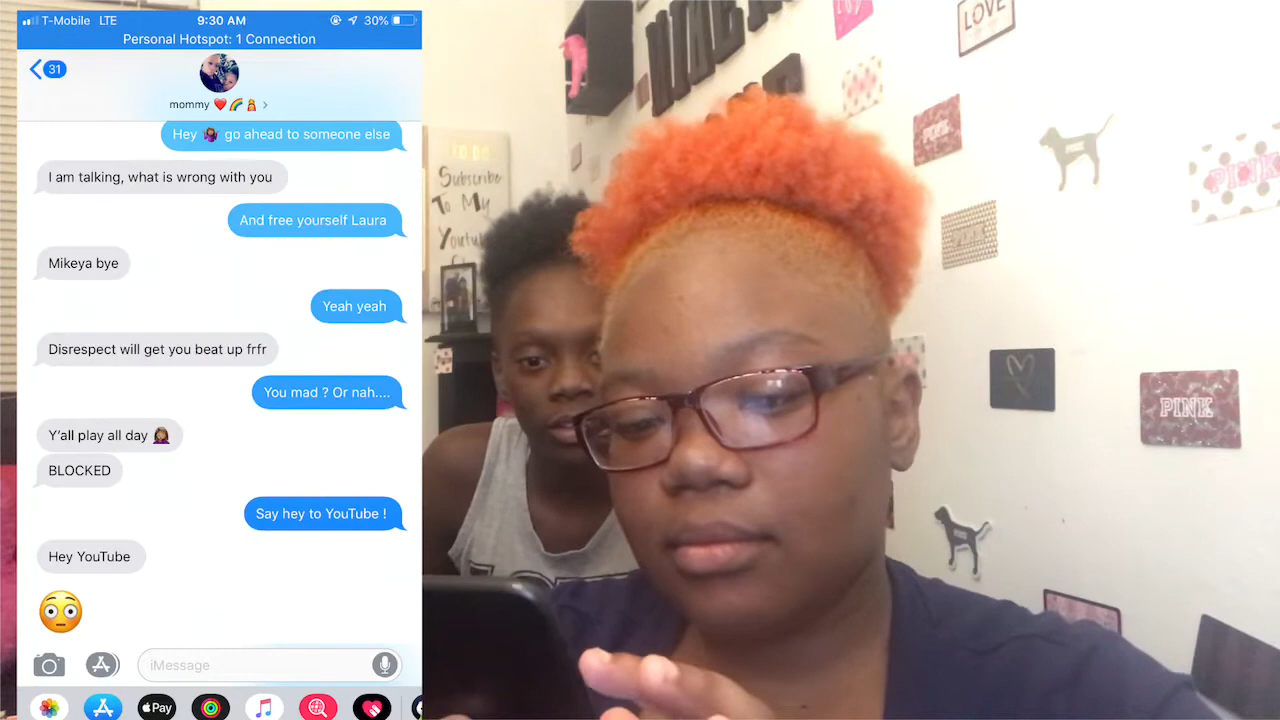 T-Mobile LTE 9:30 AM 30%
Personal Hotspot: 1 Connection
31
mommy ❤️🌈👸🏽 >
Hey 🤷🏾‍♀️ go ahead to someone else
I am talking, what is wrong with you
And free yourself Laura
Mikeya bye
Yeah yeah
Disrespect will get you beat up frfr
You mad ? Or nah....
Y'all play all day 🤦🏾‍♀️
BLOCKED
Say hey to YouTube !
Hey YouTube
😳
iMessage
Pay
Subscribe
To My
Youtube
LOVE
PINK
PINK
PINK